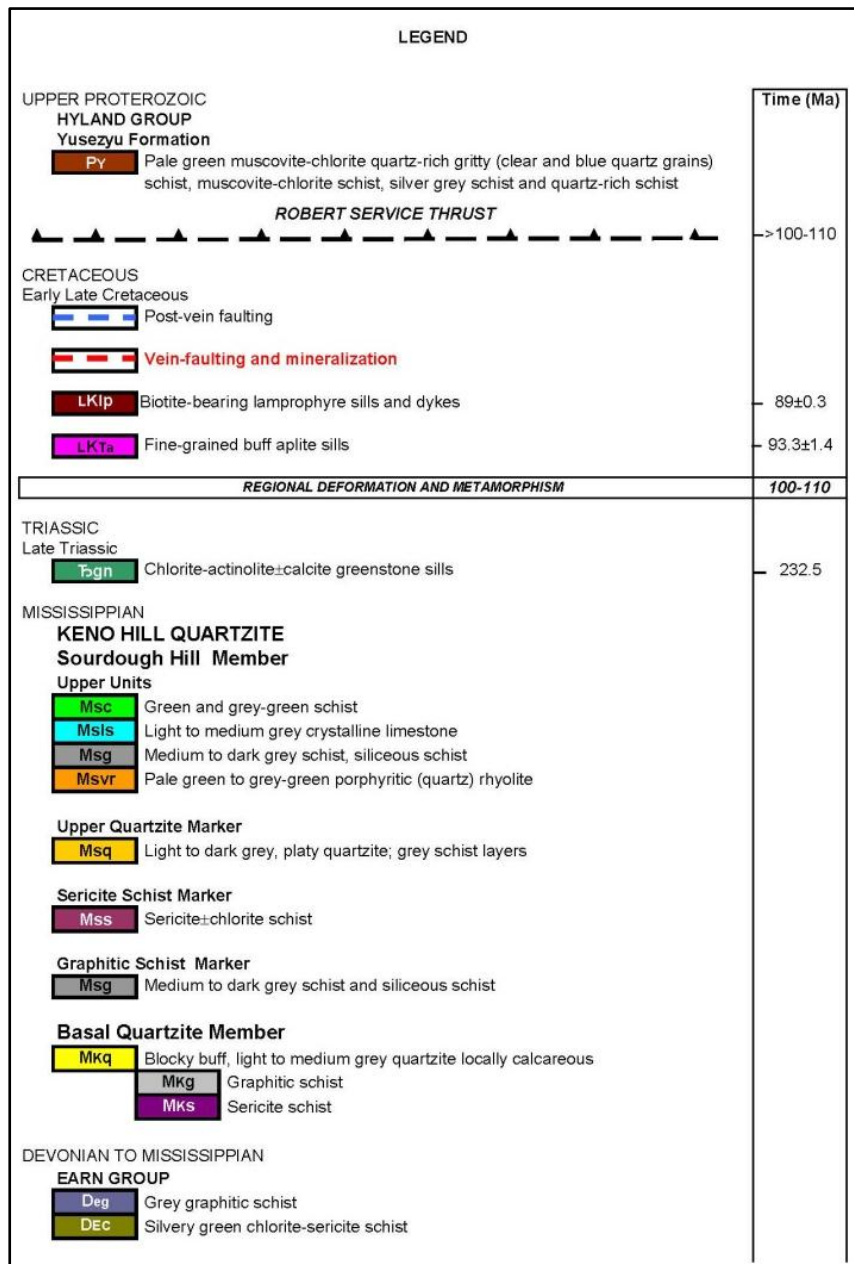 LEGEND
Time (Ma)
UPPER PROTEROZOIC
HYLAND GROUP
Yusezyu Formation
PY Pale green muscovite-chlorite quartz-rich gritty (clear and blue quartz grains)
schist, muscovite-chlorite schist, silver grey schist and quartz-rich schist
ROBERT SERVICE THRUST
>100-110
CRETACEOUS
Early Late Cretaceous
Post-vein faulting
Vein-faulting and mineralization
LKlp Biotite-bearing lamprophyre sills and dykes 89±0.3
LKTa Fine-grained buff aplite sills 93.3±1.4
REGIONAL DEFORMATION AND METAMORPHISM 100-110
TRIASSIC
Late Triassic
Ꞇgn Chlorite-actinolite±calcite greenstone sills 232.5
MISSISSIPPIAN
KENO HILL QUARTZITE
Sourdough Hill Member
Upper Units
Msc Green and grey-green schist
Msls Light to medium grey crystalline limestone
Msg Medium to dark grey schist, siliceous schist
Msvr Pale green to grey-green porphyritic (quartz) rhyolite
Upper Quartzite Marker
Msq Light to dark grey, platy quartzite; grey schist layers
Sericite Schist Marker
Mss Sericite±chlorite schist
Graphitic Schist Marker
Msg Medium to dark grey schist and siliceous schist
Basal Quartzite Member
MKq Blocky buff, light to medium grey quartzite locally calcareous
MKg Graphitic schist
MKs Sericite schist
DEVONIAN TO MISSISSIPPIAN
EARN GROUP
Deg Grey graphitic schist
DEC Silvery green chlorite-sericite schist